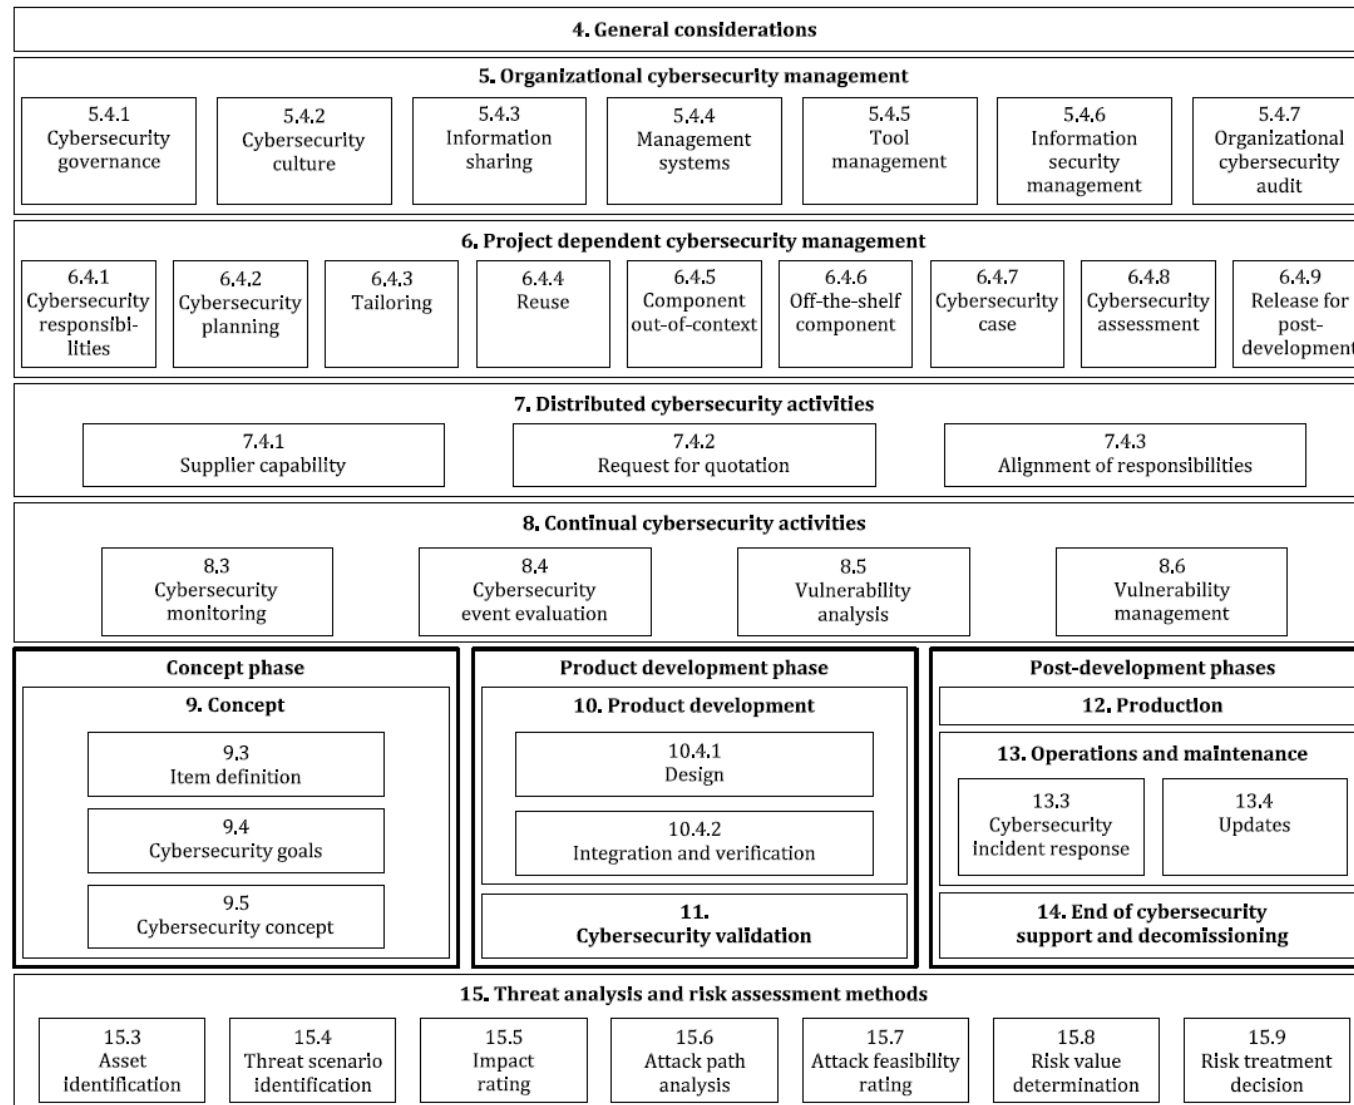 4. General considerations
5. Organizational cybersecurity management
5.4.1
Cybersecurity
governance
5.4.2
Cybersecurity
culture
5.4.3
Information
sharing
5.4.4
Management
systems
5.4.5
Tool
management
5.4.6
Information
security
management
5.4.7
Organizational
cybersecurity
audit
6. Project dependent cybersecurity management
6.4.1
Cybersecurity
responsibi-
lities
6.4.2
Cybersecurity
planning
6.4.3
Tailoring
6.4.4
Reuse
6.4.5
Component
out-of-context
6.4.6
Off-the-shelf
component
6.4.7
Cybersecurity
case
6.4.8
Cybersecurity
assessment
6.4.9
Release for
post-
development
7. Distributed cybersecurity activities
7.4.1
Supplier capability
7.4.2
Request for quotation
7.4.3
Alignment of responsibilities
8. Continual cybersecurity activities
8.3
Cybersecurity
monitoring
8.4
Cybersecurity
event evaluation
8.5
Vulnerability
analysis
8.6
Vulnerability
management
Concept phase
9. Concept
9.3
Item definition
9.4
Cybersecurity goals
9.5
Cybersecurity concept
Product development phase
10. Product development
10.4.1
Design
10.4.2
Integration and verification
11.
Cybersecurity validation
Post-development phases
12. Production
13. Operations and maintenance
13.3
Cybersecurity
incident response
13.4
Updates
14. End of cybersecurity
support and decomissioning
15. Threat analysis and risk assessment methods
15.3
Asset
identification
15.4
Threat scenario
identification
15.5
Impact
rating
15.6
Attack path
analysis
15.7
Attack feasibility
rating
15.8
Risk value
determination
15.9
Risk treatment
decision